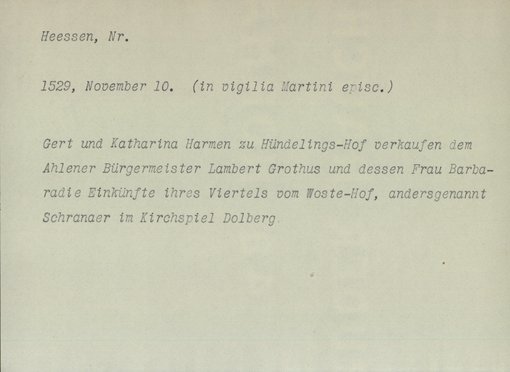 Heessen, Nr.
1529, November 10. (in vigilia Martini episc.)
Gert und Katharina Harmen zu Hündelings-Hof verkaufen dem
Ahlener Bürgermeister Lambert Grothus und dessen Frau Barba-
radie Einkünfte ihres Viertels vom Woste-Hof, andersgenannt
Schranaer im Kirchspiel Dolberg